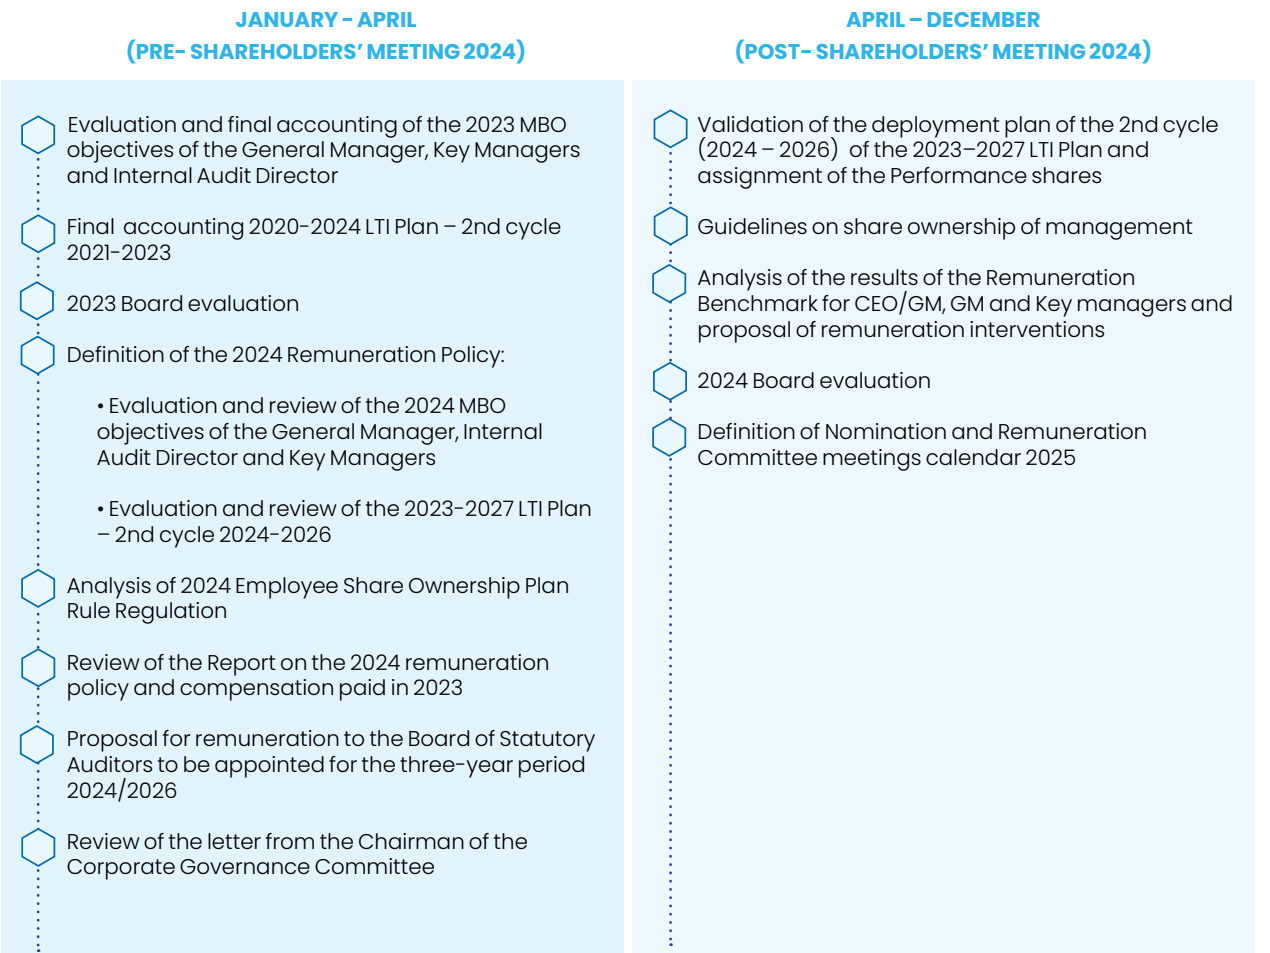 JANUARY - APRIL
(PRE- SHAREHOLDERS’ MEETING 2024)
Evaluation and final accounting of the 2023 MBO
objectives of the General Manager, Key Managers
and Internal Audit Director
Final accounting 2020-2024 LTI Plan – 2nd cycle
2021-2023
2023 Board evaluation
Definition of the 2024 Remuneration Policy:
• Evaluation and review of the 2024 MBO
objectives of the General Manager, Internal
Audit Director and Key Managers
• Evaluation and review of the 2023-2027 LTI Plan
– 2nd cycle 2024-2026
Analysis of 2024 Employee Share Ownership Plan
Rule Regulation
Review of the Report on the 2024 remuneration
policy and compensation paid in 2023
Proposal for remuneration to the Board of Statutory
Auditors to be appointed for the three-year period
2024/2026
Review of the letter from the Chairman of the
Corporate Governance Committee
APRIL – DECEMBER
(POST- SHAREHOLDERS’ MEETING 2024)
Validation of the deployment plan of the 2nd cycle
(2024 – 2026) of the 2023–2027 LTI Plan and
assignment of the Performance shares
Guidelines on share ownership of management
Analysis of the results of the Remuneration
Benchmark for CEO/GM, GM and Key managers and
proposal of remuneration interventions
2024 Board evaluation
Definition of Nomination and Remuneration
Committee meetings calendar 2025